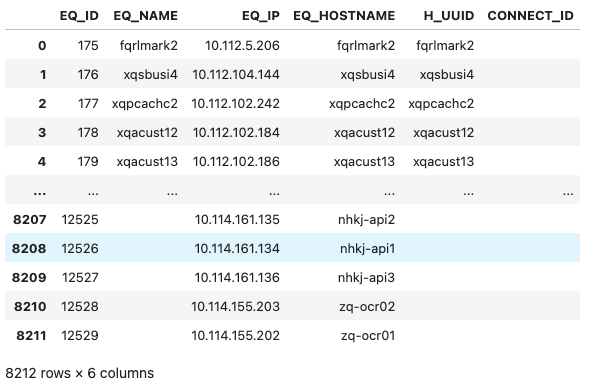 EQ_ID EQ_NAME EQ_IP EQ_HOSTNAME H_UUID CONNECT_ID
0 175 fqrlmark2 10.112.5.206 fqrlmark2 fqrlmark2
1 176 xqsbusi4 10.112.104.144 xqsbusi4 xqsbusi4
2 177 xqpcachc2 10.112.102.242 xqpcachc2 xqpcachc2
3 178 xqacust12 10.112.102.184 xqacust12 xqacust12
4 179 xqacust13 10.112.102.186 xqacust13 xqacust13
... ... ... ... ... ... ...
8207 12525 10.114.161.135 nhkj-api2
8208 12526 10.114.161.134 nhkj-api1
8209 12527 10.114.161.136 nhkj-api3
8210 12528 10.114.155.203 zq-ocr02
8211 12529 10.114.155.202 zq-ocr01
8212 rows × 6 columns